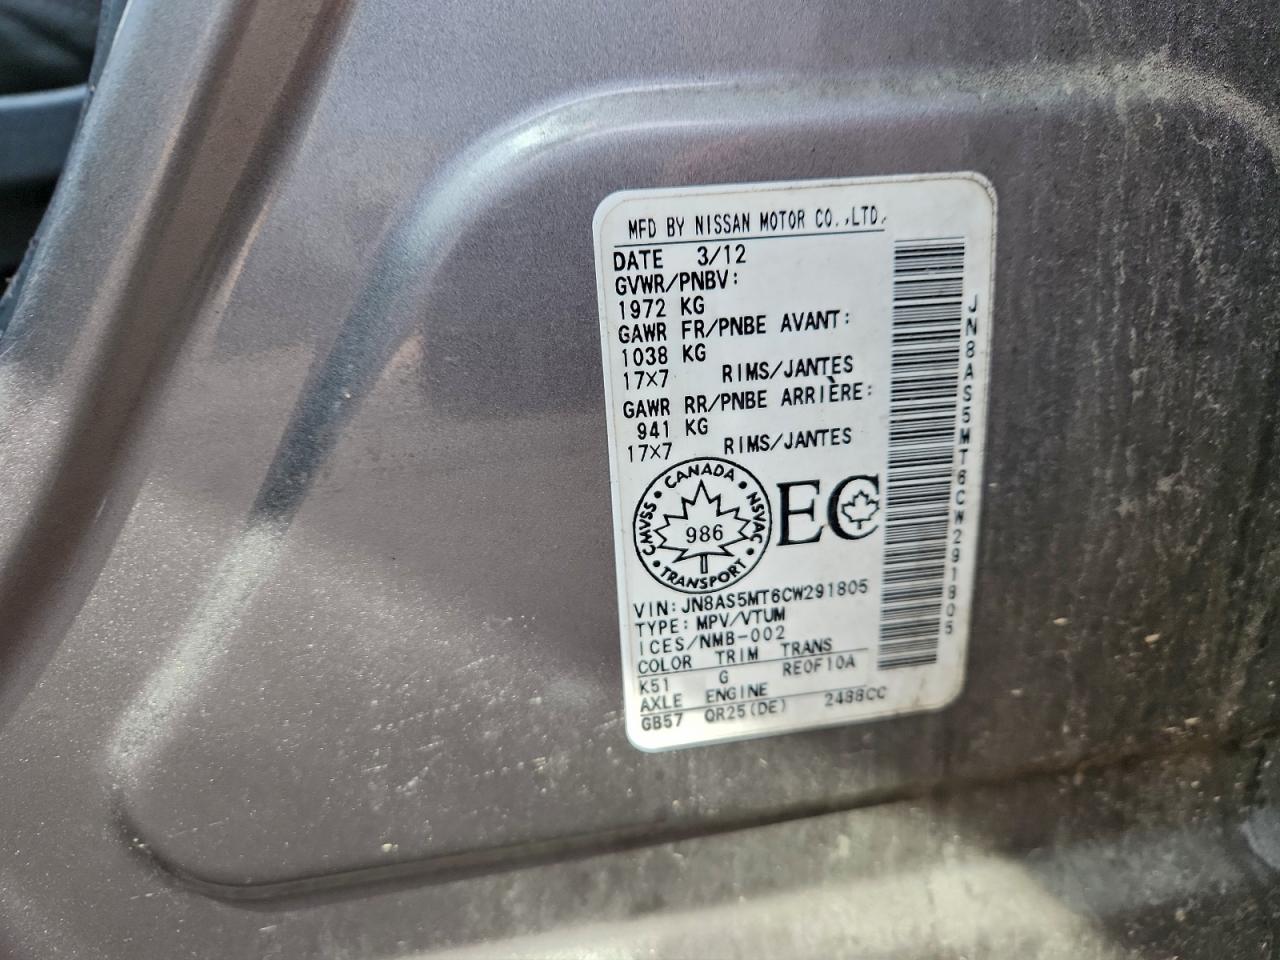 MFD BY NISSAN MOTOR CO.,LTD.
DATE 3/12
GVWR/PNBV:
1972 KG
GAWR FR/PNBE AVANT:
1038 KG
17×7 RIMS/JANTES
GAWR RR/PNBE ARRIÈRE:
941 KG
17×7 RIMS/JANTES
CANADA • NSVAC • TRANSPORT • CMVSS •
986
EC
VIN: JN8AS5MT6CW291805
TYPE: MPV/VTUM
ICES/NMB-002
COLOR TRIM TRANS
K51 G RE0F10A
AXLE ENGINE
GB57 QR25(DE) 2488CC
JN8AS5MT6CW291805